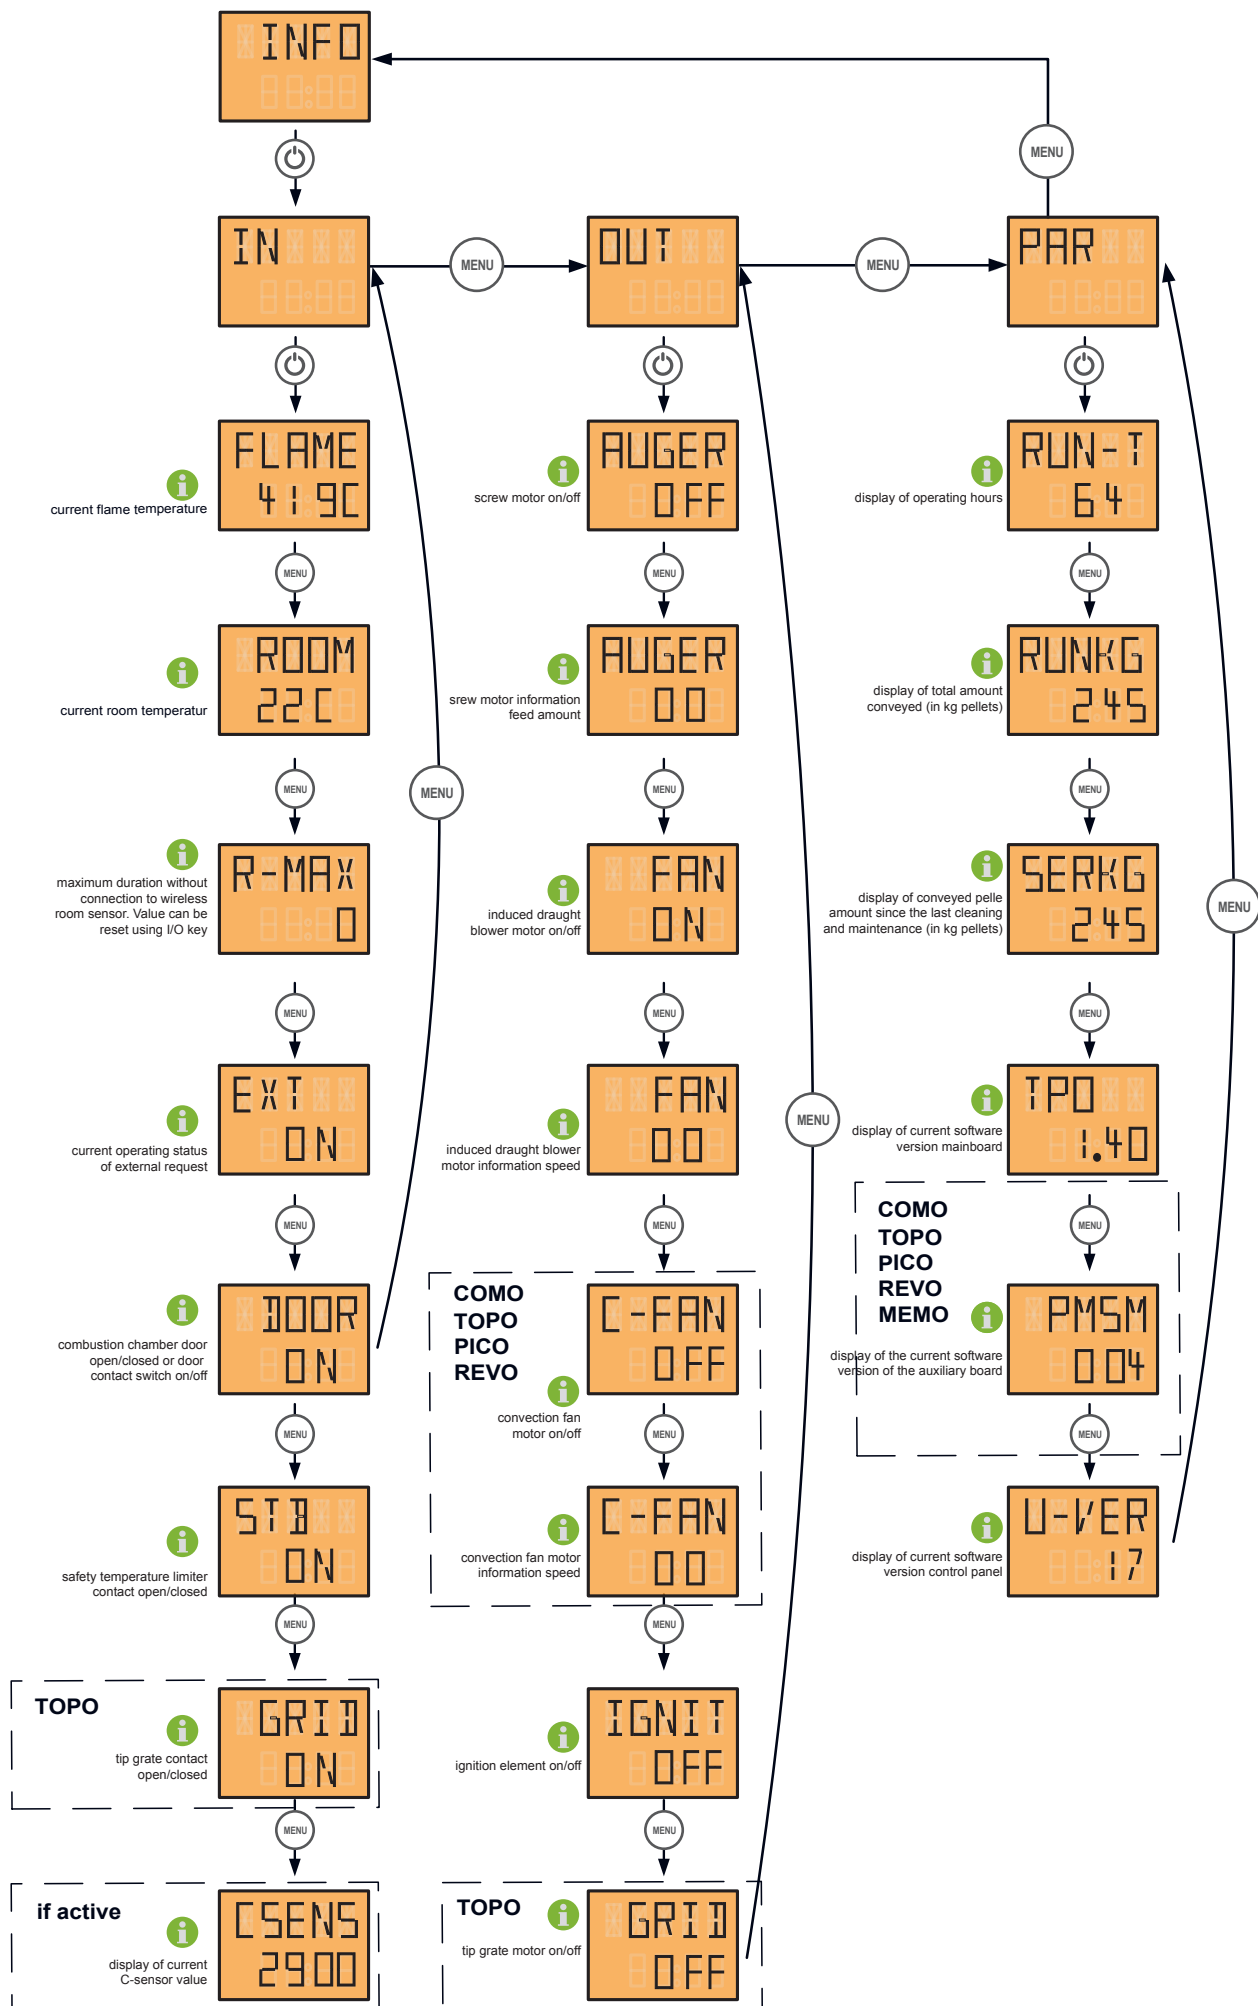 INFO
MENU
IN
MENU
OUT
MENU
PAR
FLAME
419C
current flame temperature
MENU
ROOM
22C
current room temperatur
MENU
R-MAX
0
maximum duration without
connection to wireless
room sensor. Value can be
reset using I/O key
MENU
MENU
EXT
ON
current operating status
of external request
MENU
DOOR
ON
combustion chamber door
open/closed or door
contact switch on/off
MENU
STB
ON
safety temperature limiter
contact open/closed
MENU
TOPO
GRID
ON
tip grate contact
open/closed
MENU
if active
CSENS
2900
display of current
C-sensor value
AUGER
OFF
screw motor on/off
MENU
AUGER
00
srew motor information
feed amount
MENU
FAN
ON
induced draught
blower motor on/off
MENU
FAN
00
induced draught blower
motor information speed
MENU
MENU
COMO
TOPO
PICO
REVO
C-FAN
OFF
convection fan
motor on/off
MENU
C-FAN
00
convection fan motor
information speed
MENU
IGNIT
OFF
ignition element on/off
MENU
TOPO
GRID
OFF
tip grate motor on/off
RUN-T
64
display of operating hours
MENU
RUNKG
245
display of total amount
conveyed (in kg pellets)
MENU
SERKG
245
display of conveyed pelle
amount since the last cleaning
and maintenance (in kg pellets)
MENU
MENU
TPO
1.40
display of current software
version mainboard
MENU
COMO
TOPO
PICO
REVO
MEMO
PMSM
004
display of the current software
version of the auxiliary board
MENU
U-VER
17
display of current software
version control panel